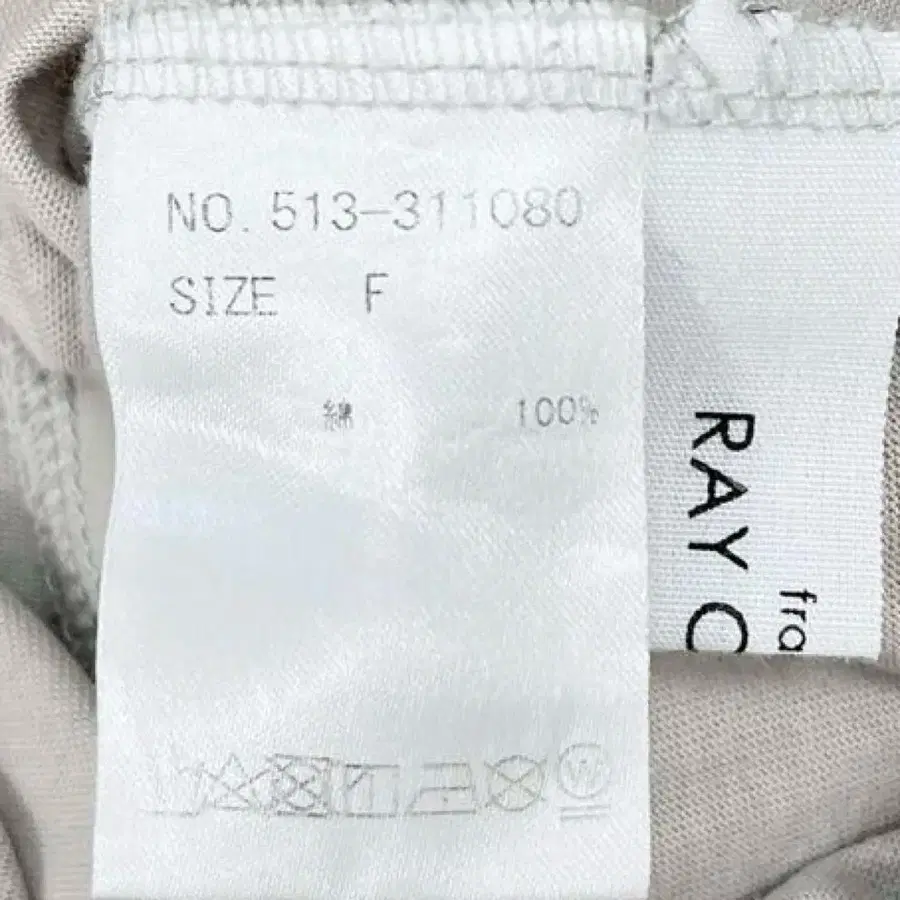 NO. 513-311080
SIZE F
綿 100%
fra
RAY C
W